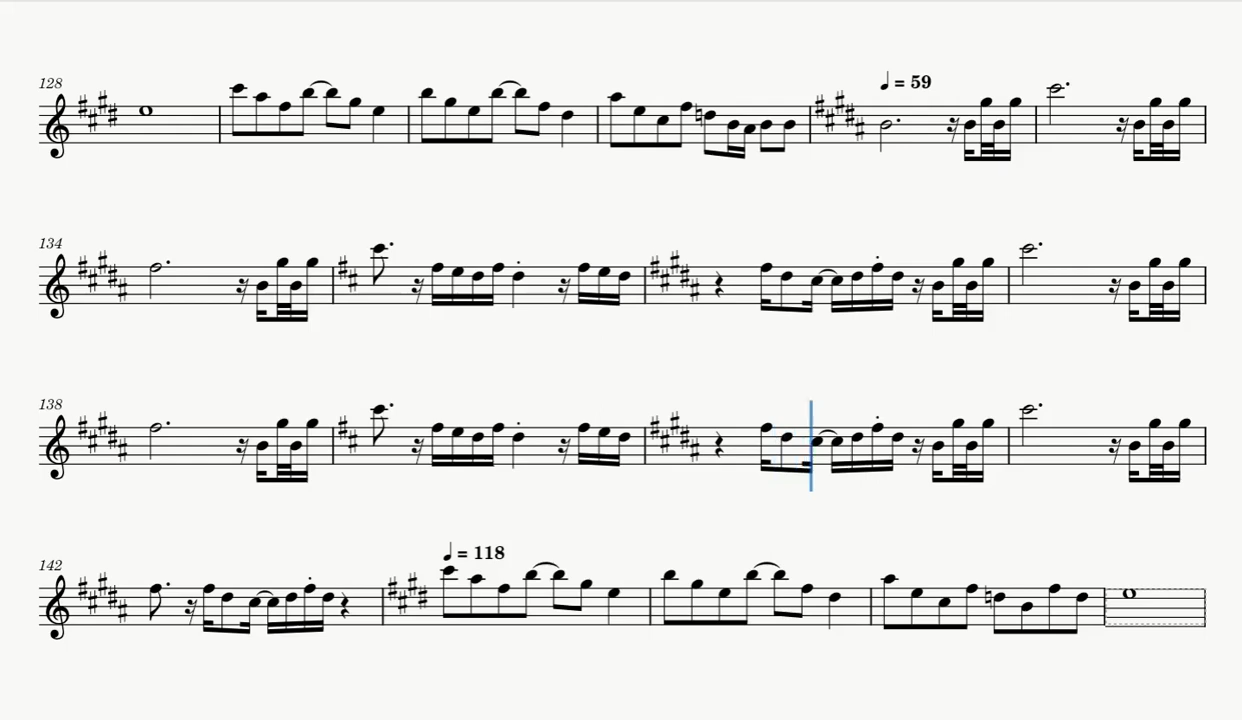 128
♩ = 59
134
138
142
♩ = 118